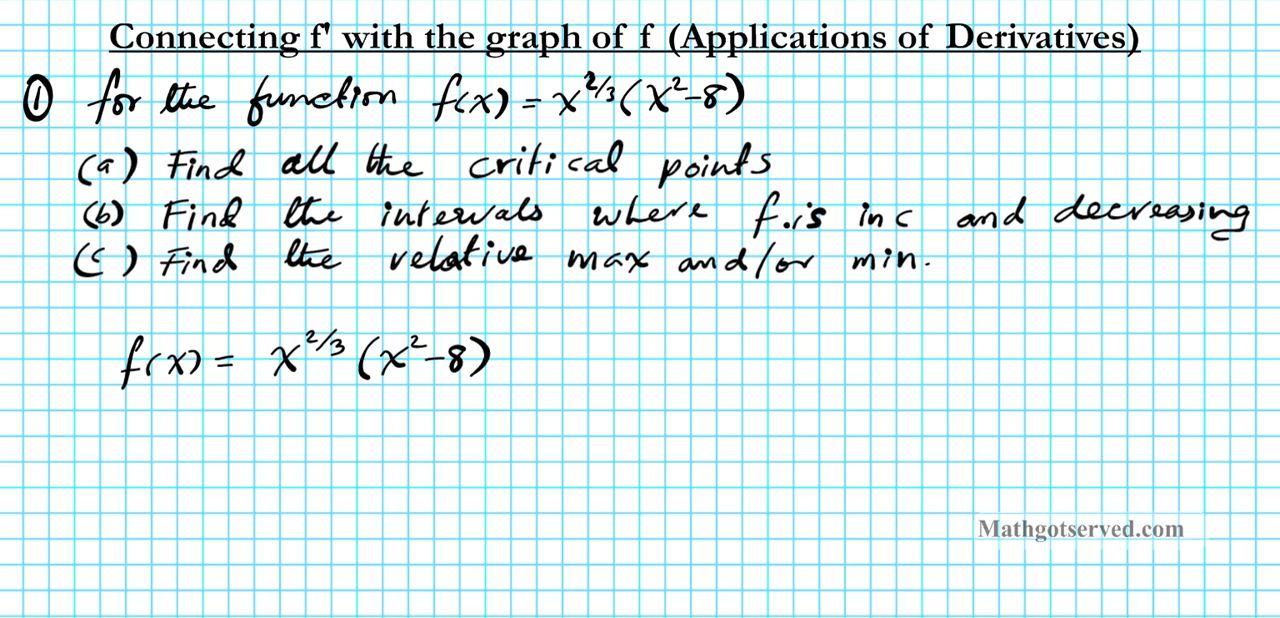 Connecting f' with the graph of f (Applications of Derivatives)
① for the function f(x) = x^2/3(x²-8)
(a) Find all the critical points
(b) Find the intervals where f is inc and decreasing
(c) Find the relative max and/or min.
f(x) = x^2/3 (x²-8)
Mathgotserved.com